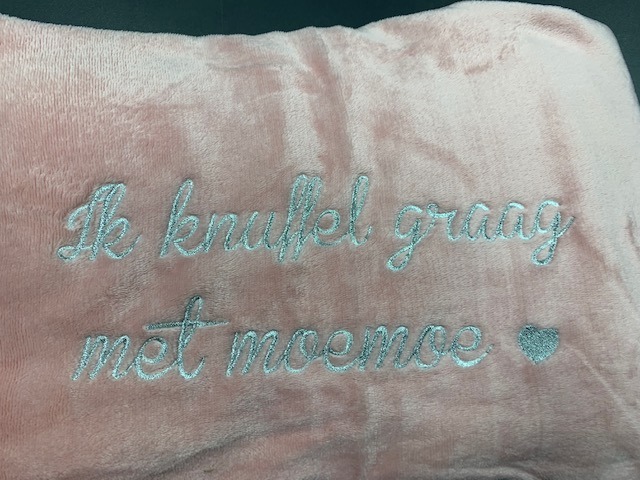 Ik knuffel graag
met moemoe ♥